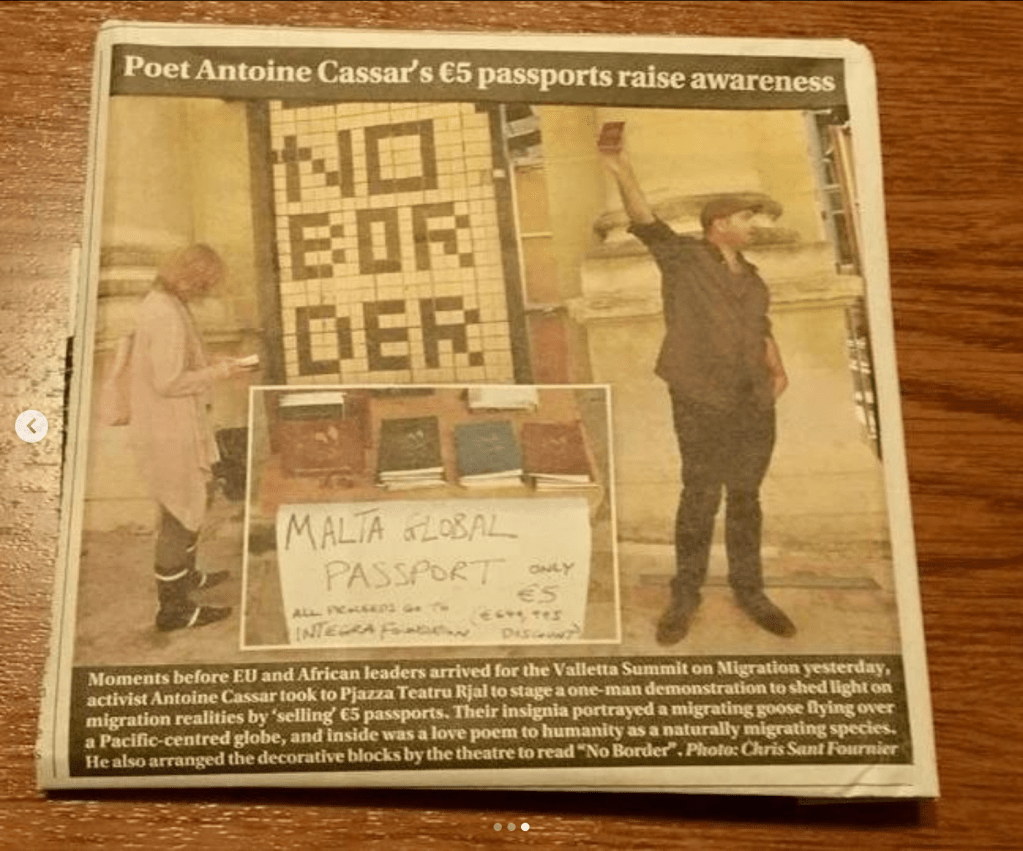 Poet Antoine Cassar's €5 passports raise awareness
NO
BOR
DER
MALTA GLOBAL
PASSPORT ONLY
€5
ALL PROCEEDS GO TO (€649,995
INTEGRA FOUNDATION DISCOUNT)
Moments before EU and African leaders arrived for the Valletta Summit on Migration yesterday,
activist Antoine Cassar took to Pjazza Teatru Rjal to stage a one-man demonstration to shed light on
migration realities by 'selling' €5 passports. Their insignia portrayed a migrating goose flying over
a Pacific-centred globe, and inside was a love poem to humanity as a naturally migrating species.
He also arranged the decorative blocks by the theatre to read "No Border". Photo: Chris Sant Fournier